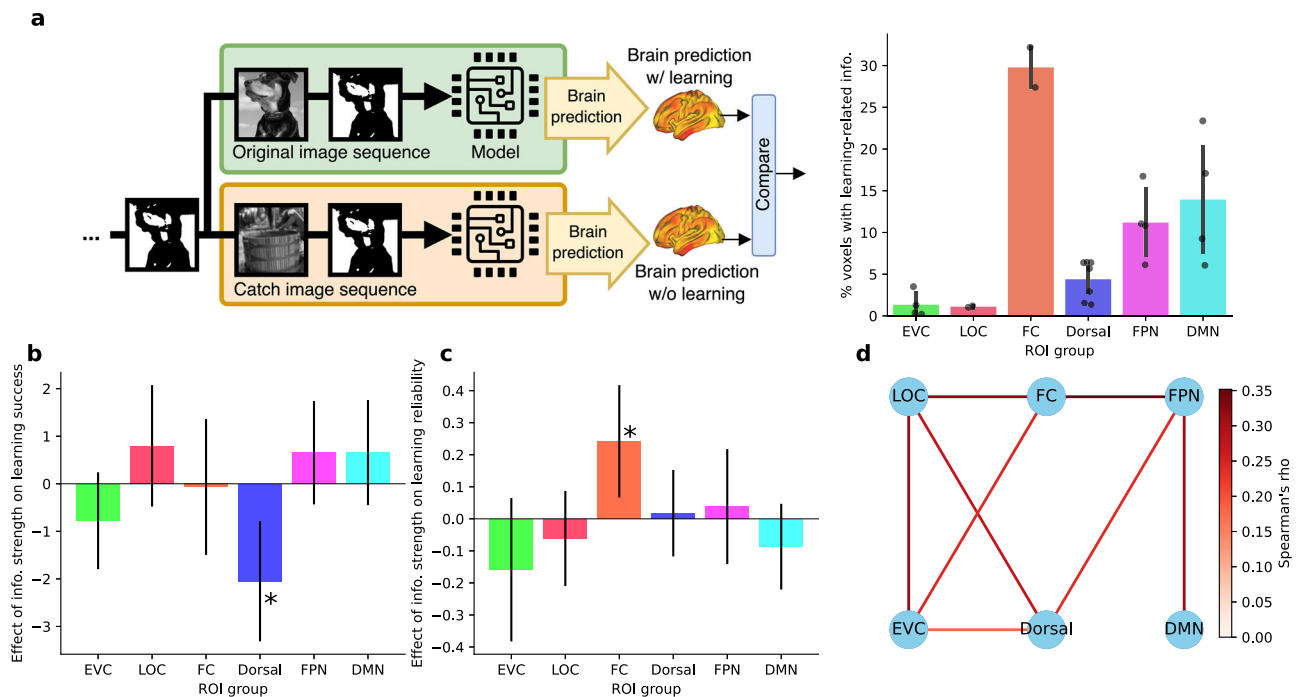 a
Original image sequence
Model
Brain
prediction
Brain prediction
w/ learning
...
Catch image sequence
Brain
prediction
Brain prediction
w/o learning
Compare
% voxels with learning-related info.
30
25
20
15
10
5
0
EVC LOC FC Dorsal FPN DMN
ROI group
b
Effect of info. strength on learning success
2
1
0
−1
−2
−3
*
EVC LOC FC Dorsal FPN DMN
ROI group
c
Effect of info. strength on learning reliability
0.4
0.3
0.2
0.1
0.0
−0.1
−0.2
−0.3
−0.4
*
EVC LOC FC Dorsal FPN DMN
ROI group
d
LOC FC FPN
EVC Dorsal DMN
0.35
0.30
0.25
0.20
0.15
0.10
0.05
0.00
Spearman's rho